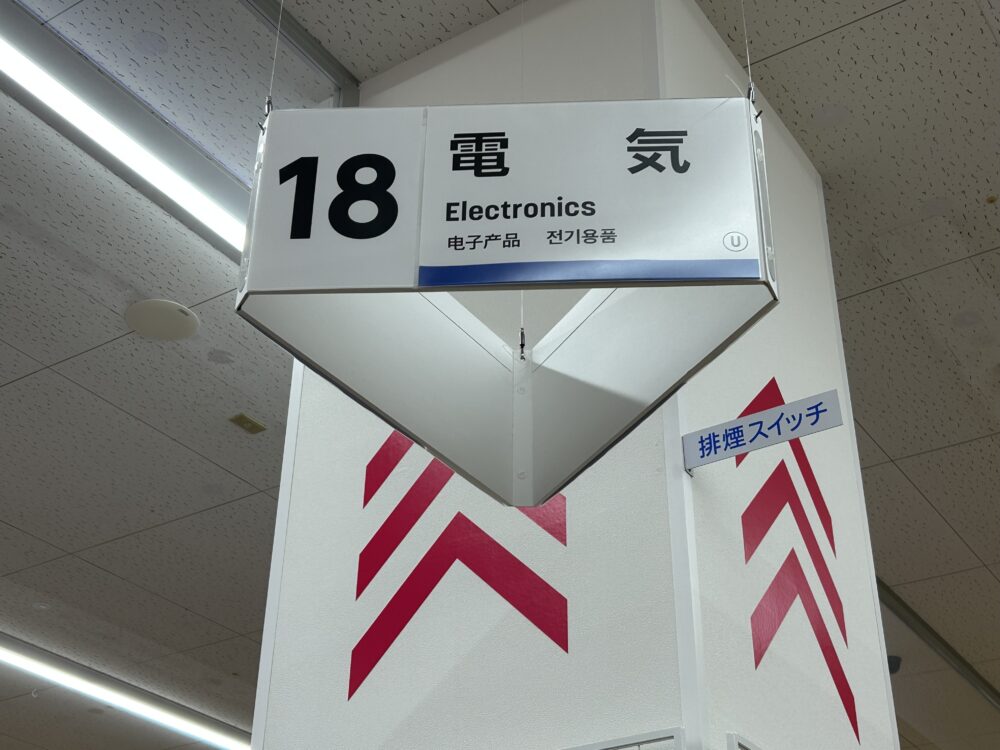 18
電 気
Electronics
电子产品 전기용품
U
排煙スイッチ